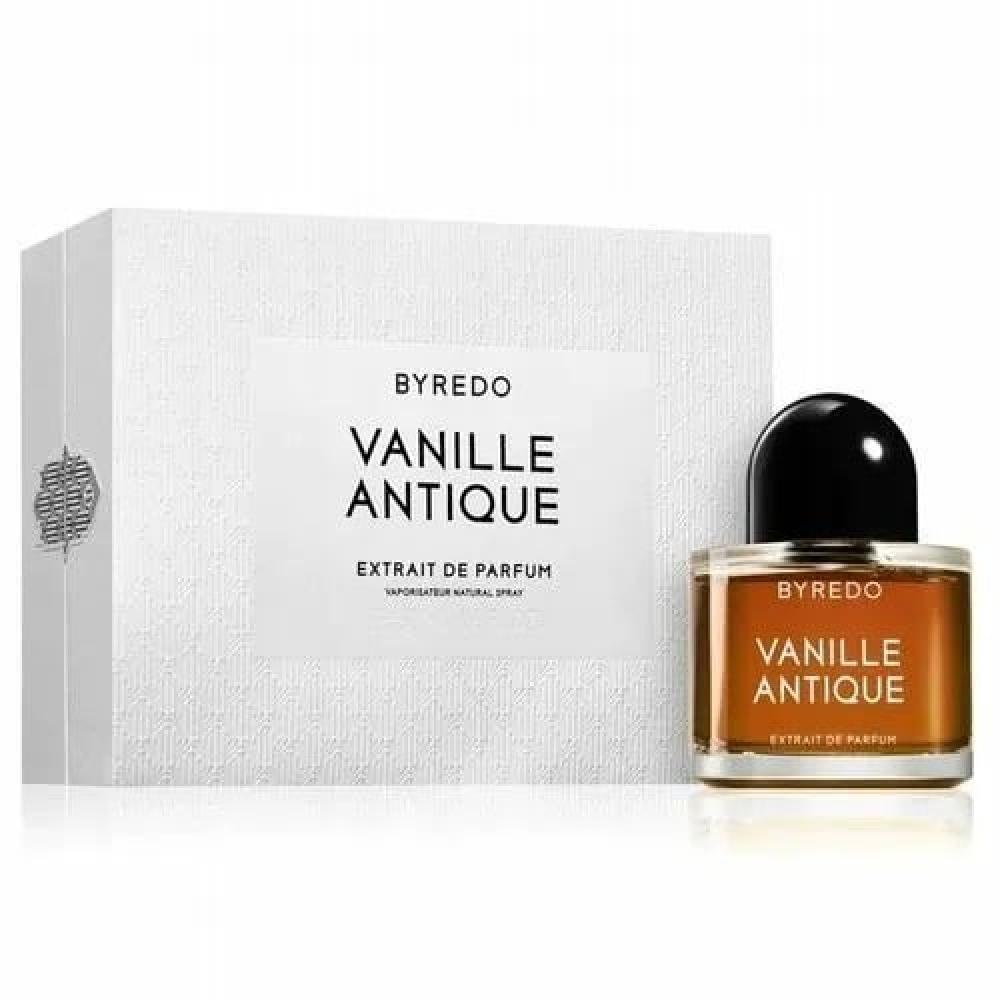 BYREDO
VANILLE
ANTIQUE
EXTRAIT DE PARFUM
VAPORISATEUR NATURAL SPRAY
BYREDO
VANILLE
ANTIQUE
EXTRAIT DE PARFUM